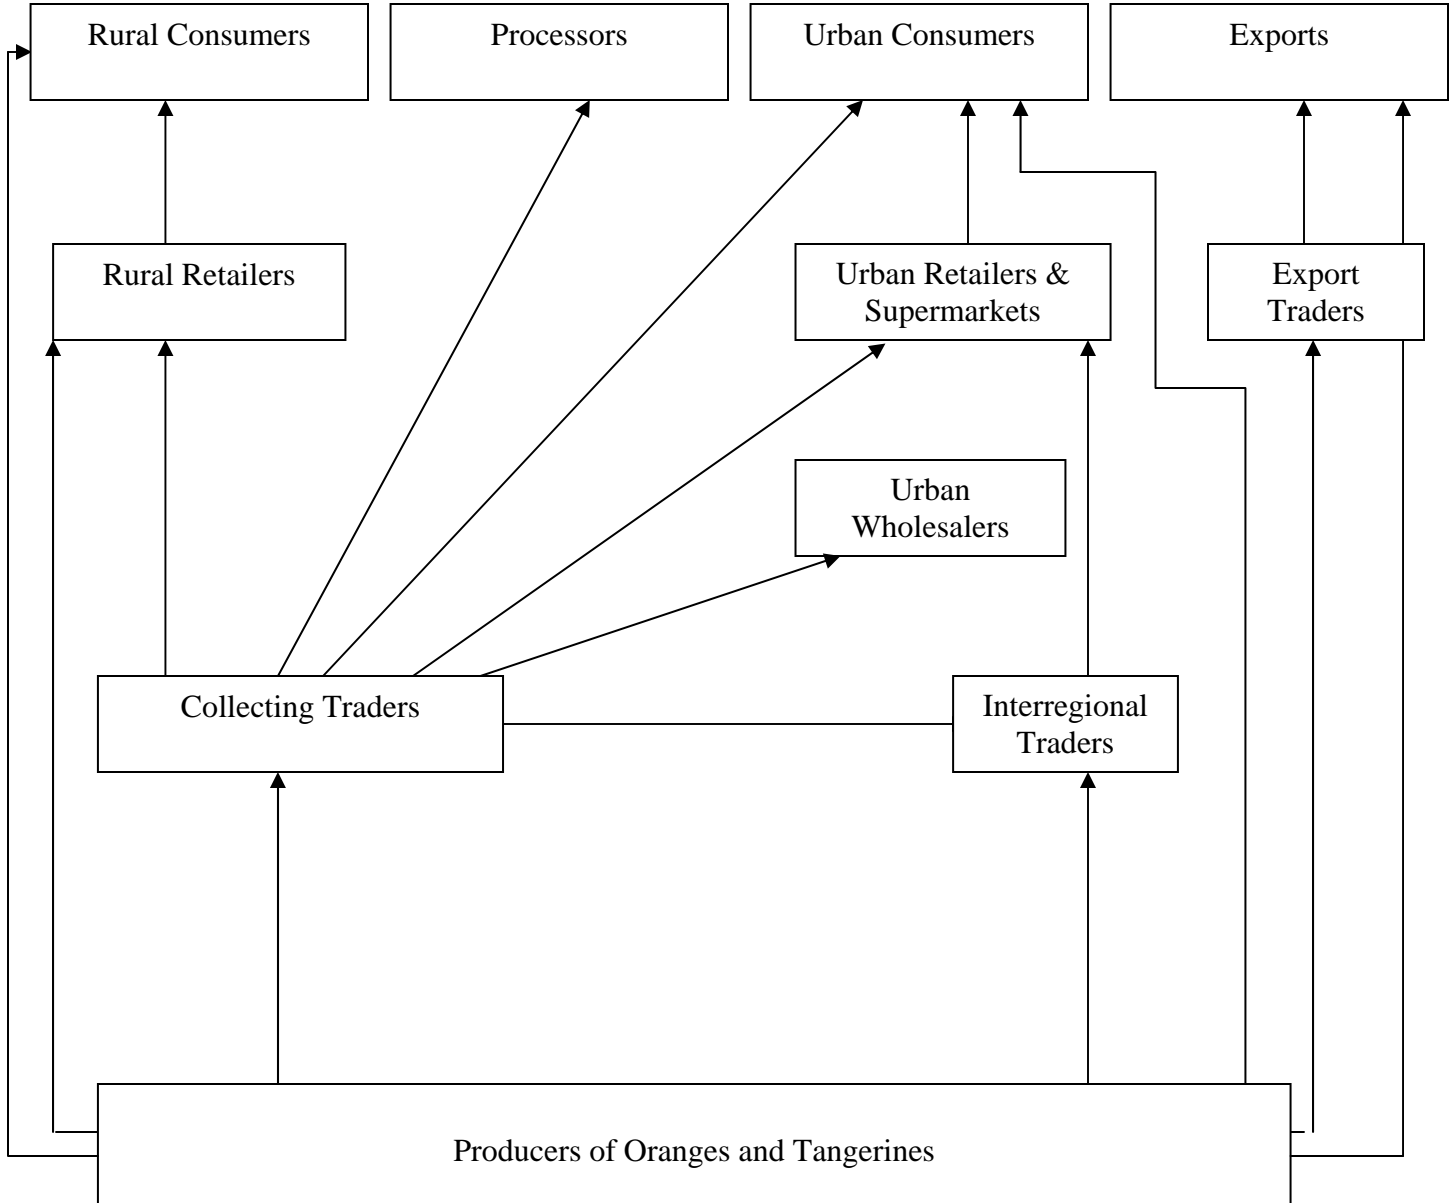 Rural Consumers
Processors
Urban Consumers
Exports
Rural Retailers
Urban Retailers &
Supermarkets
Export
Traders
Urban
Wholesalers
Collecting Traders
Interregional
Traders
Producers of Oranges and Tangerines